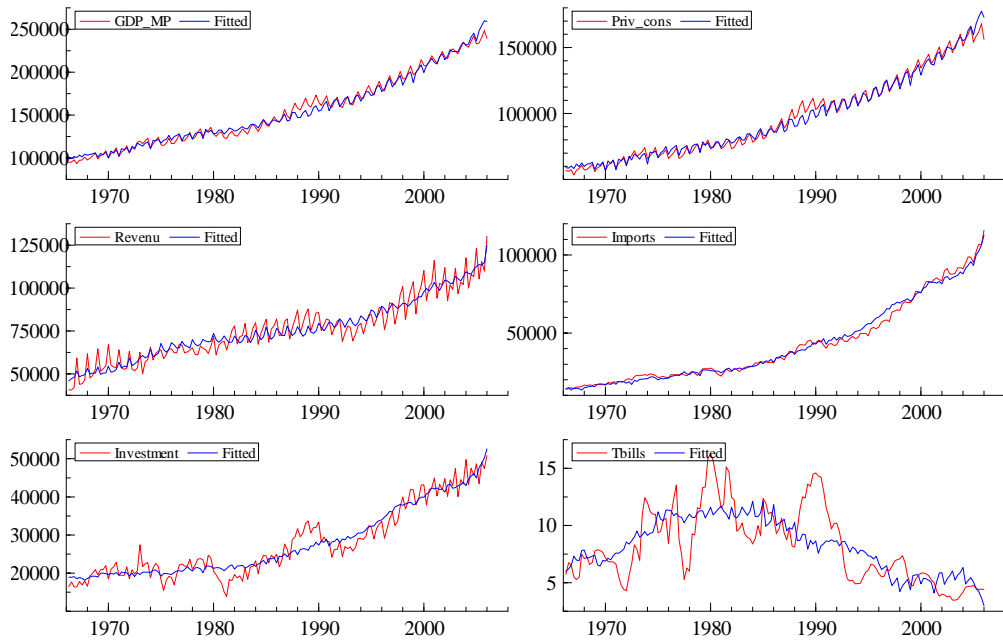 GDP_MP Fitted
250000
200000
150000
100000
1970 1980 1990 2000
Priv_cons Fitted
150000
100000
1970 1980 1990 2000
Revenu Fitted
125000
100000
75000
50000
1970 1980 1990 2000
Imports Fitted
100000
50000
1970 1980 1990 2000
Investment Fitted
50000
40000
30000
20000
1970 1980 1990 2000
Tbills Fitted
15
10
5
1970 1980 1990 2000